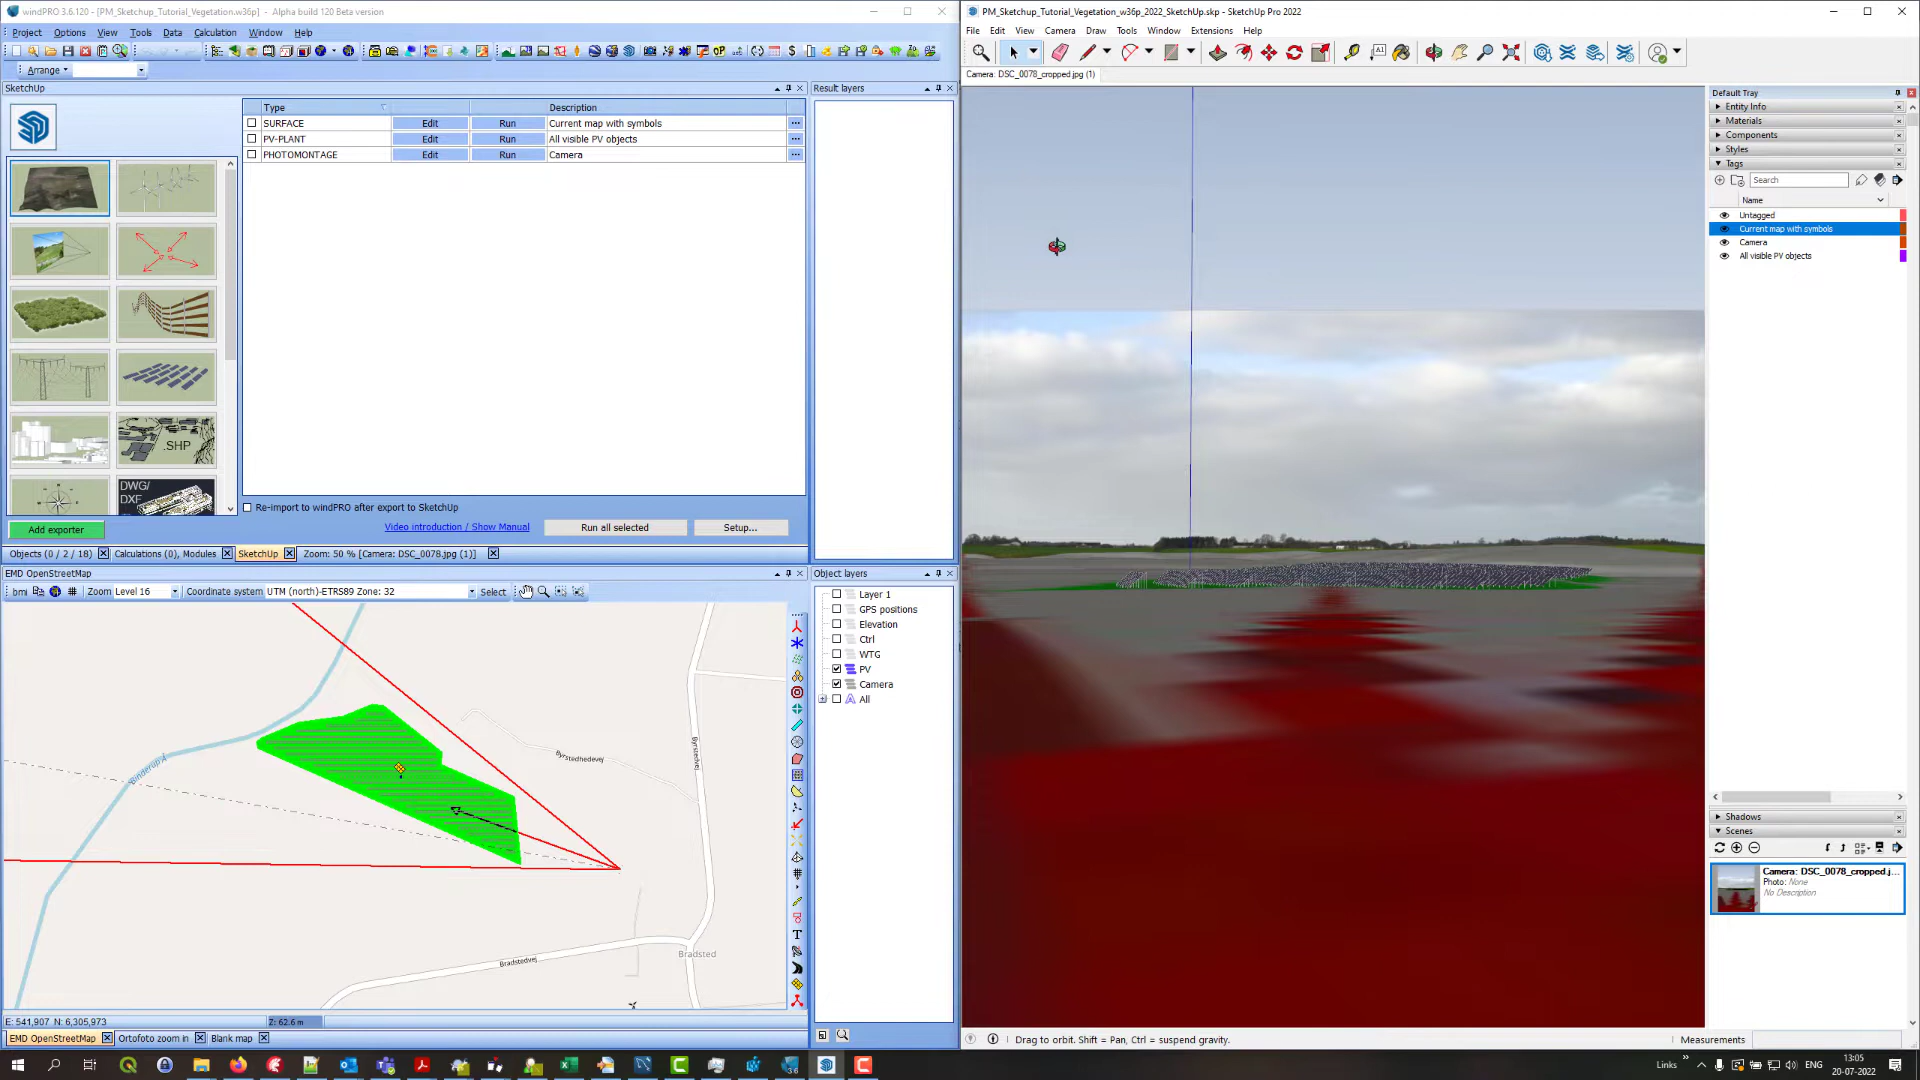 windPRO 3.6.120 - [PM_Sketchup_Tutorial_Vegetation.w36p] - Alpha build 120 Beta version
Project Options View Tools Data Calculation Window Help
Arrange
SketchUp
Type Description
SURFACE Edit Run Current map with symbols ...
PV-PLANT Edit Run All visible PV objects ...
PHOTOMONTAGE Edit Run Camera ...
.SHP
DWG/
DXF
Re-import to windPRO after export to SketchUp
Add exporter
Video introduction / Show Manual
Run all selected
Setup...
Objects (0 / 2 / 18) Calculations (0), Modules SketchUp Zoom: 50 % [Camera: DSC_0078.jpg (1)]
Result layers
EMD OpenStreetMap
bmi Zoom Level 16 Coordinate system UTM (north)-ETRS89 Zone: 32 Select
Binderup Å
Byrstedhedevej
Byrstedvej
Bradsted
Bradstedvej
E: 541,907 N: 6,305,973
Z: 62.6 m
EMD OpenStreetMap Ortofoto zoom in Blank map
Object layers
Layer 1
GPS positions
Elevation
Ctrl
WTG
PV
Camera
All
PM_Sketchup_Tutorial_Vegetation_w36p_2022_SketchUp.skp - SketchUp Pro 2022
File Edit View Camera Draw Tools Window Extensions Help
Camera: DSC_0078_cropped.jpg (1)
Default Tray
Entity Info
Materials
Components
Styles
Tags
Search
Name
Untagged
Current map with symbols
Camera
All visible PV objects
Shadows
Scenes
Camera: DSC_0078_cropped.j...
Photo: None
No Description
Drag to orbit. Shift = Pan, Ctrl = suspend gravity.
Measurements
Links
ENG
13:05
20-07-2022